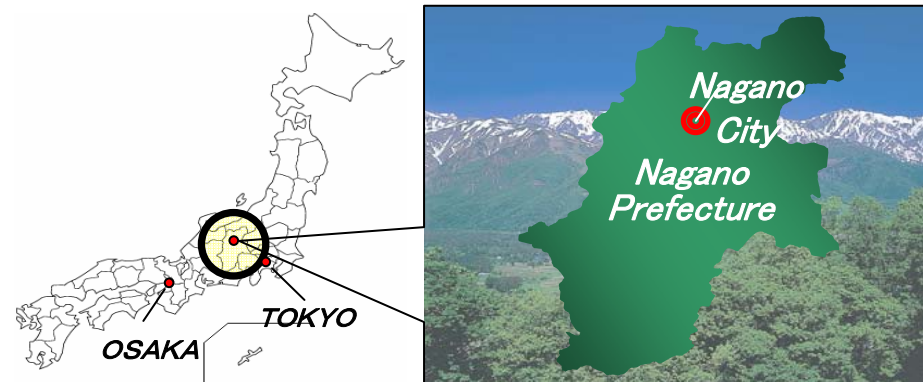 OSAKA
TOKYO
Nagano
City
Nagano
Prefecture